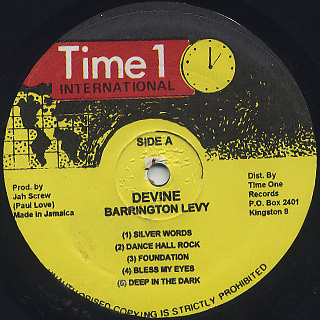 Time 1
INTERNATIONAL
SIDE A
Prod. by
Jah Screw
(Paul Love)
Made in Jamaica
Dist. By
Time One
Records
P.O. Box 2401
Kingston 8
DEVINE
BARRINGTON LEVY
(1) SILVER WORDS
(2) DANCE HALL ROCK
(3) FOUNDATION
(4) BLESS MY EYES
(5) DEEP IN THE DARK
COPYING IS STRICTLY PROHIBITED